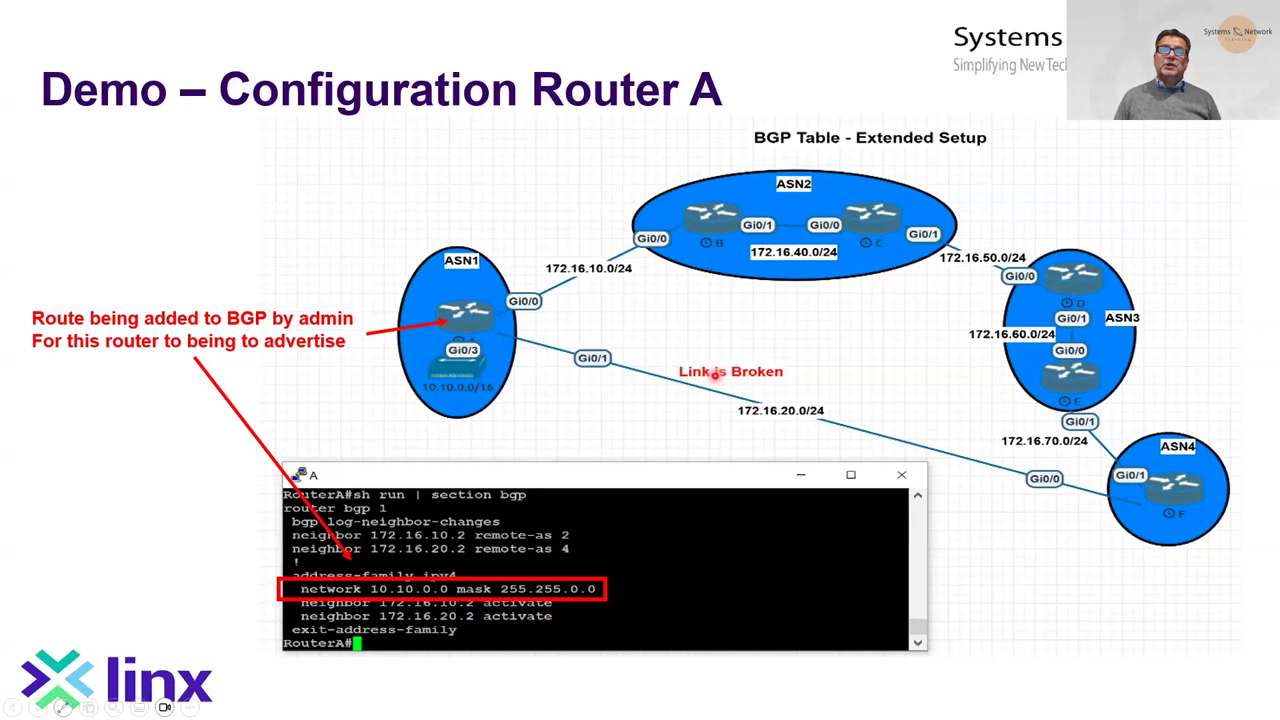 Systems
Simplifying New Tec
Systems Network
Training
Demo – Configuration Router A
BGP Table - Extended Setup
ASN2
Gi0/0
B
Gi0/1
Gi0/0
C
Gi0/1
172.16.40.0/24
172.16.10.0/24
172.16.50.0/24
ASN1
Gi0/0
Gi0/3
10.10.0.0/16
Gi0/0
D
Gi0/1
ASN3
172.16.60.0/24
Gi0/0
E
Gi0/1
Route being added to BGP by admin
For this router to being to advertise
Gi0/1
Link is Broken
172.16.20.0/24
172.16.70.0/24
ASN4
Gi0/0
Gi0/1
F
A
RouterA#sh run | section bgp
router bgp 1
bgp log-neighbor-changes
neighbor 172.16.10.2 remote-as 2
neighbor 172.16.20.2 remote-as 4
!
address-family ipv4
network 10.10.0.0 mask 255.255.0.0
neighbor 172.16.10.2 activate
neighbor 172.16.20.2 activate
exit-address-family
RouterA#
linx